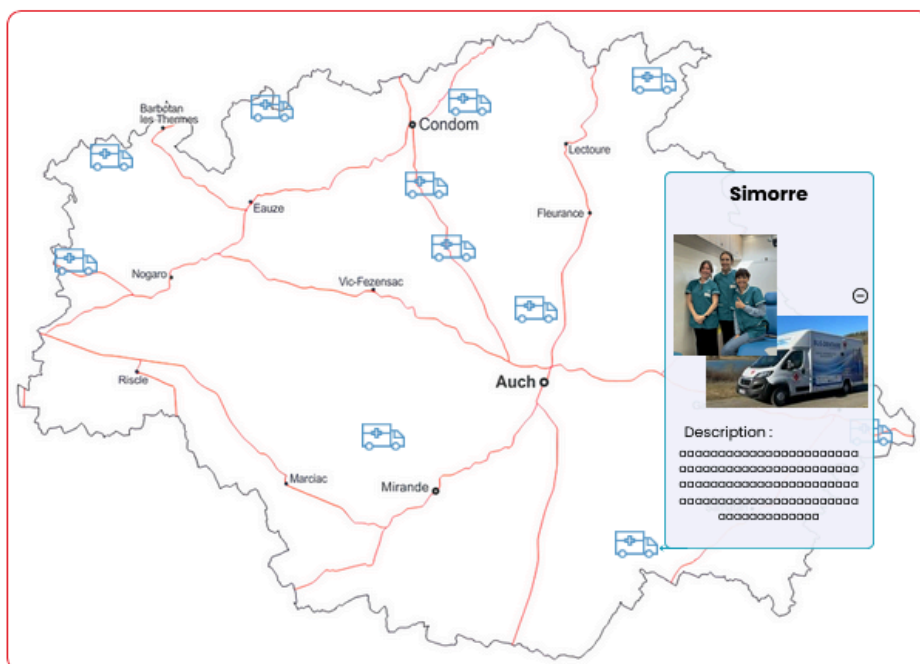 Barbotan
les Thermes
Condom
Lectoure
Simorre
Eauze
Fleurance
Nogaro
Vic-Fezensac
Riscle
Auch
Description :
Marciac
Mirande